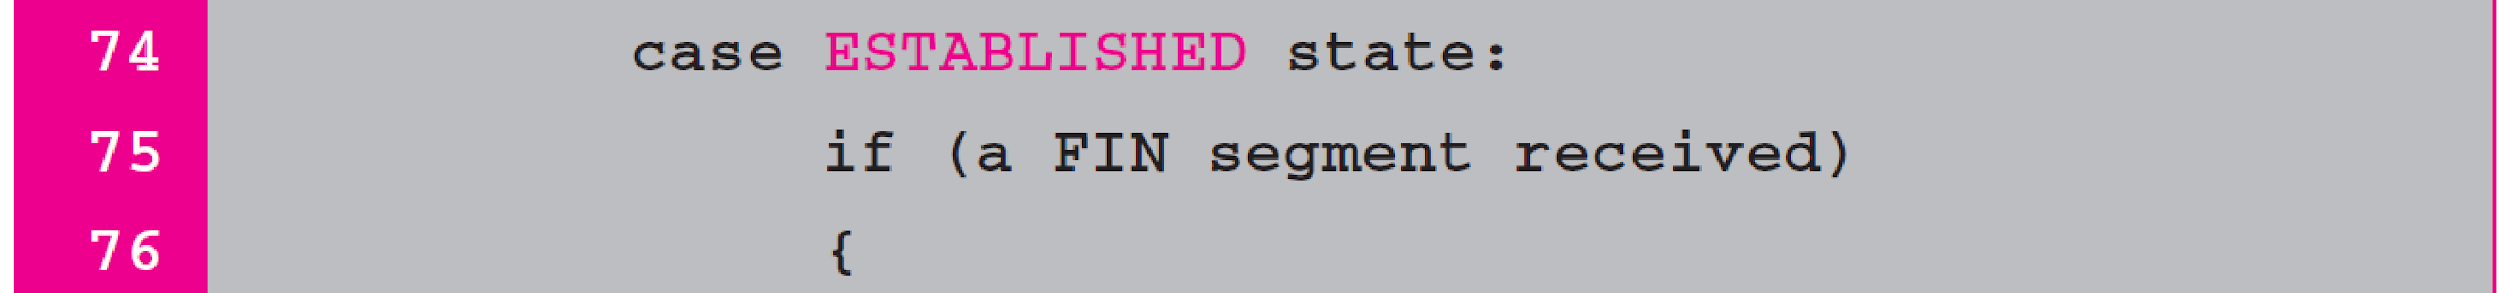 74 case ESTABLISHED state:
75 if (a FIN segment received)
76 {